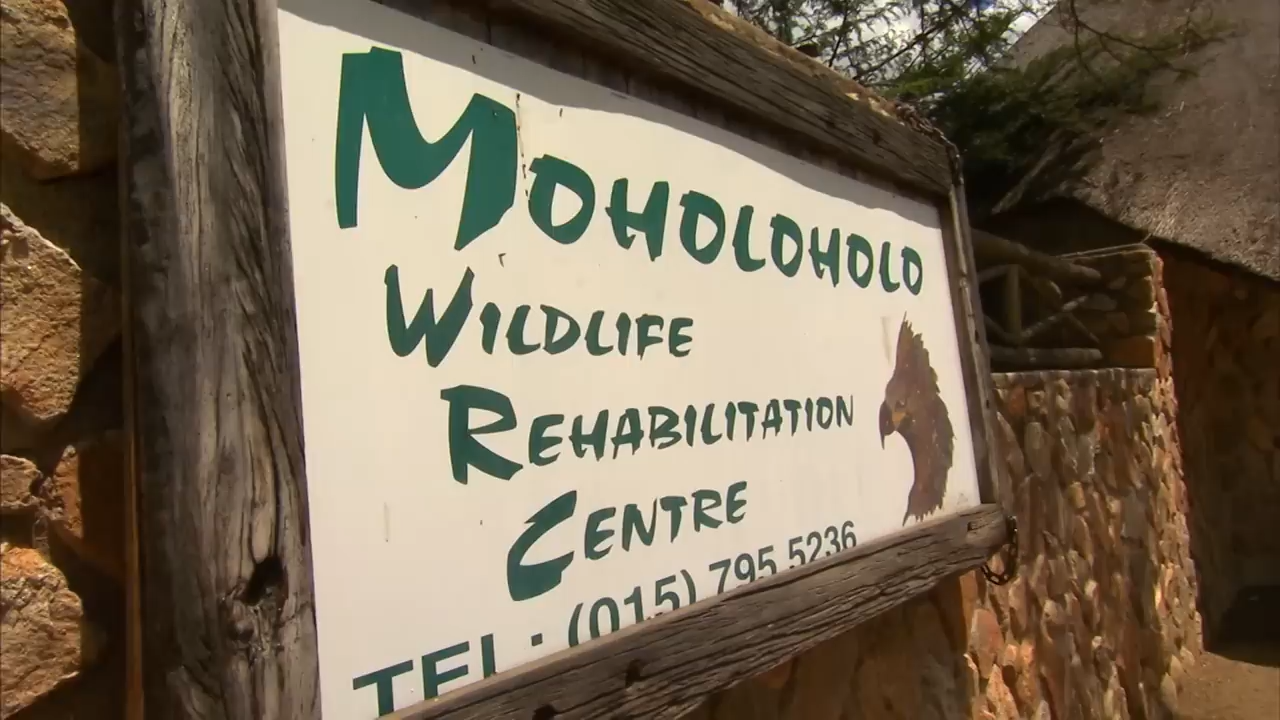 MOHOLOHOLO
WILDLIFE
REHABILITATION
CENTRE
TEL: (015) 795 5236